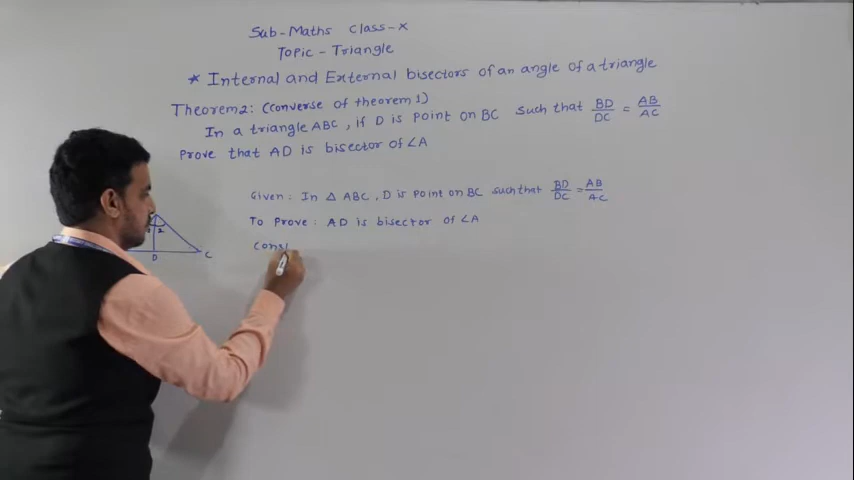 Sub-Maths Class-X
Topic - Triangle
* Internal and External bisectors of an angle of a triangle
Theorem2: (converse of theorem 1)
In a triangle ABC, if D is point on BC such that BD/DC = AB/AC
Prove that AD is bisector of ∠A
Given: In △ ABC, D is point on BC such that BD/DC = AB/AC
To Prove: AD is bisector of ∠A
Cons
2
D
C